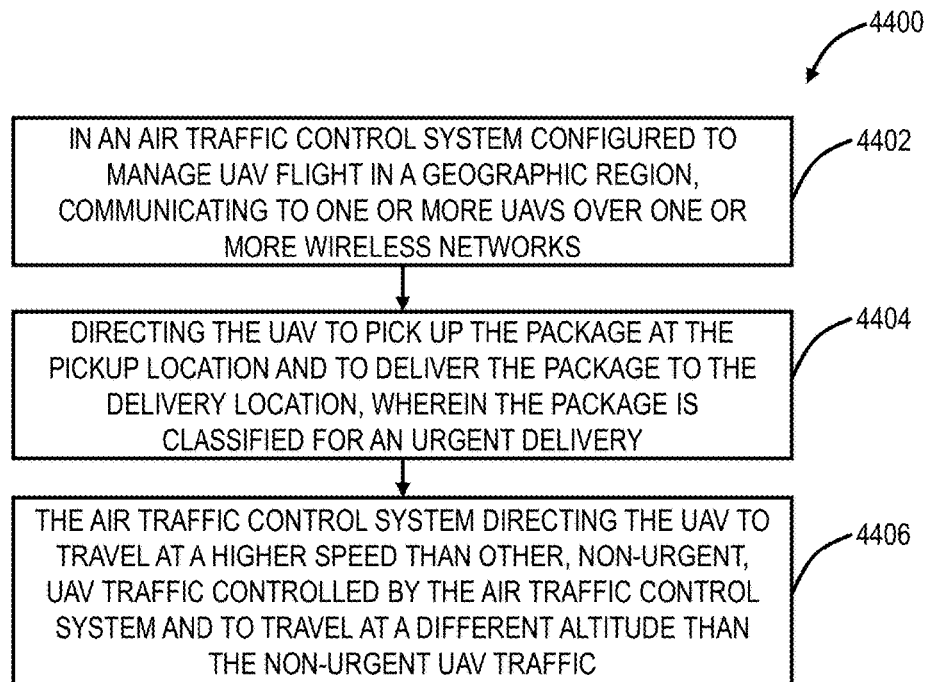 4400
IN AN AIR TRAFFIC CONTROL SYSTEM CONFIGURED TO
MANAGE UAV FLIGHT IN A GEOGRAPHIC REGION,
COMMUNICATING TO ONE OR MORE UAVS OVER ONE OR
MORE WIRELESS NETWORKS
4402
DIRECTING THE UAV TO PICK UP THE PACKAGE AT THE
PICKUP LOCATION AND TO DELIVER THE PACKAGE TO THE
DELIVERY LOCATION, WHEREIN THE PACKAGE IS
CLASSIFIED FOR AN URGENT DELIVERY
4404
THE AIR TRAFFIC CONTROL SYSTEM DIRECTING THE UAV TO
TRAVEL AT A HIGHER SPEED THAN OTHER, NON-URGENT,
UAV TRAFFIC CONTROLLED BY THE AIR TRAFFIC CONTROL
SYSTEM AND TO TRAVEL AT A DIFFERENT ALTITUDE THAN
THE NON-URGENT UAV TRAFFIC
4406